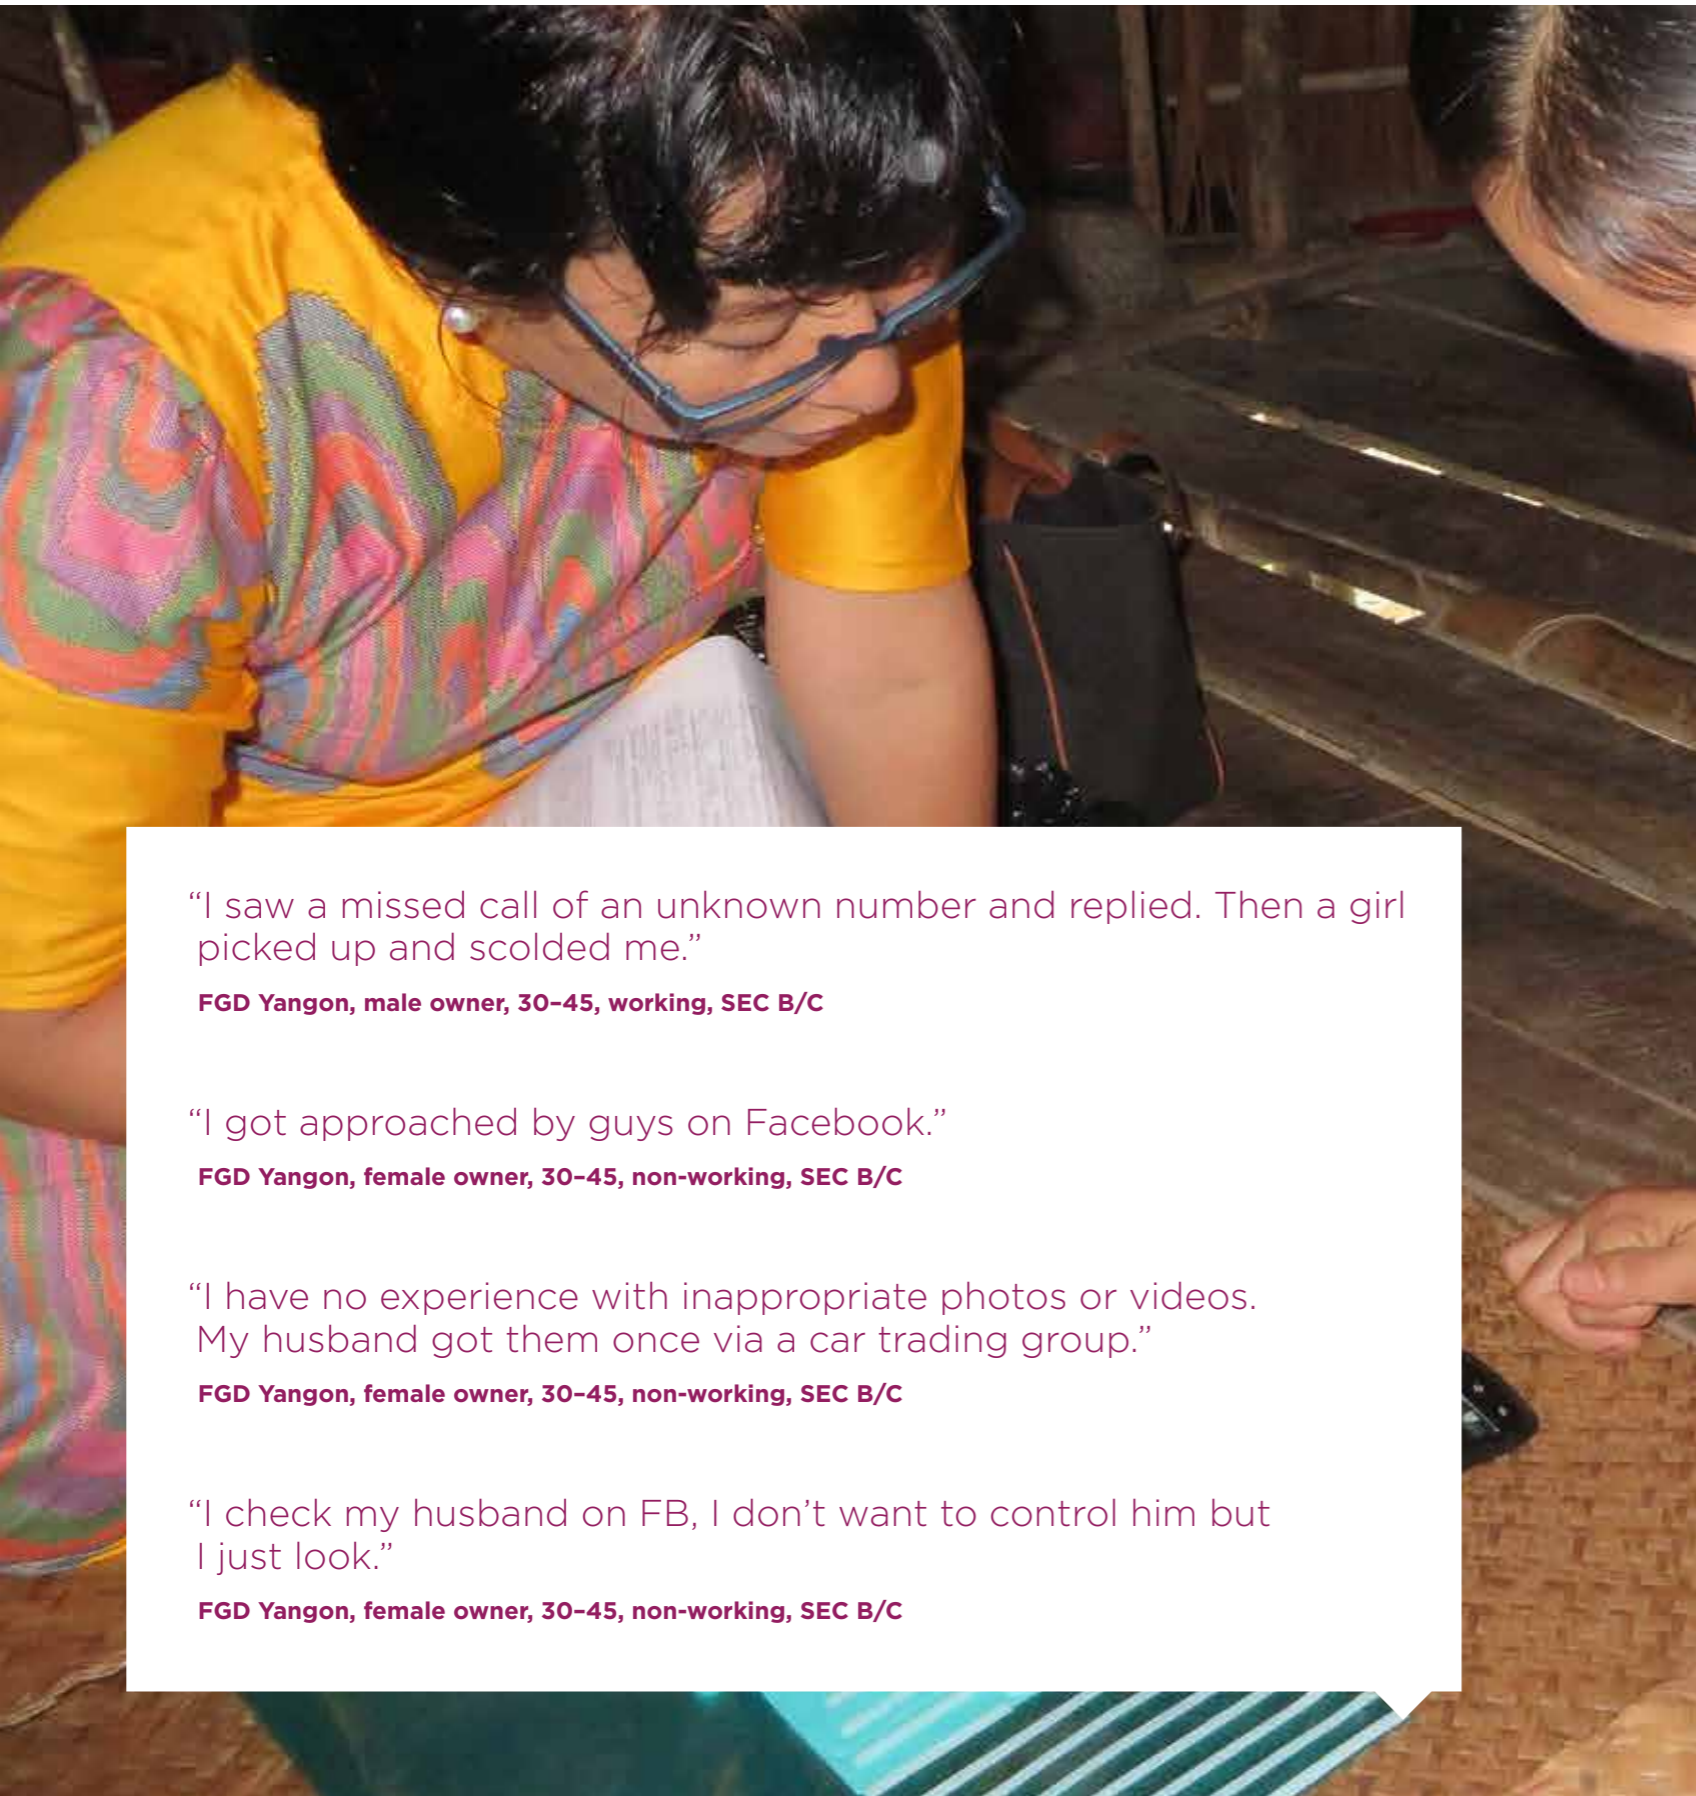 “I saw a missed call of an unknown number and replied. Then a girl
picked up and scolded me.”
FGD Yangon, male owner, 30–45, working, SEC B/C
“I got approached by guys on Facebook.”
FGD Yangon, female owner, 30–45, non-working, SEC B/C
“I have no experience with inappropriate photos or videos.
My husband got them once via a car trading group.”
FGD Yangon, female owner, 30–45, non-working, SEC B/C
“I check my husband on FB, I don’t want to control him but
I just look.”
FGD Yangon, female owner, 30–45, non-working, SEC B/C